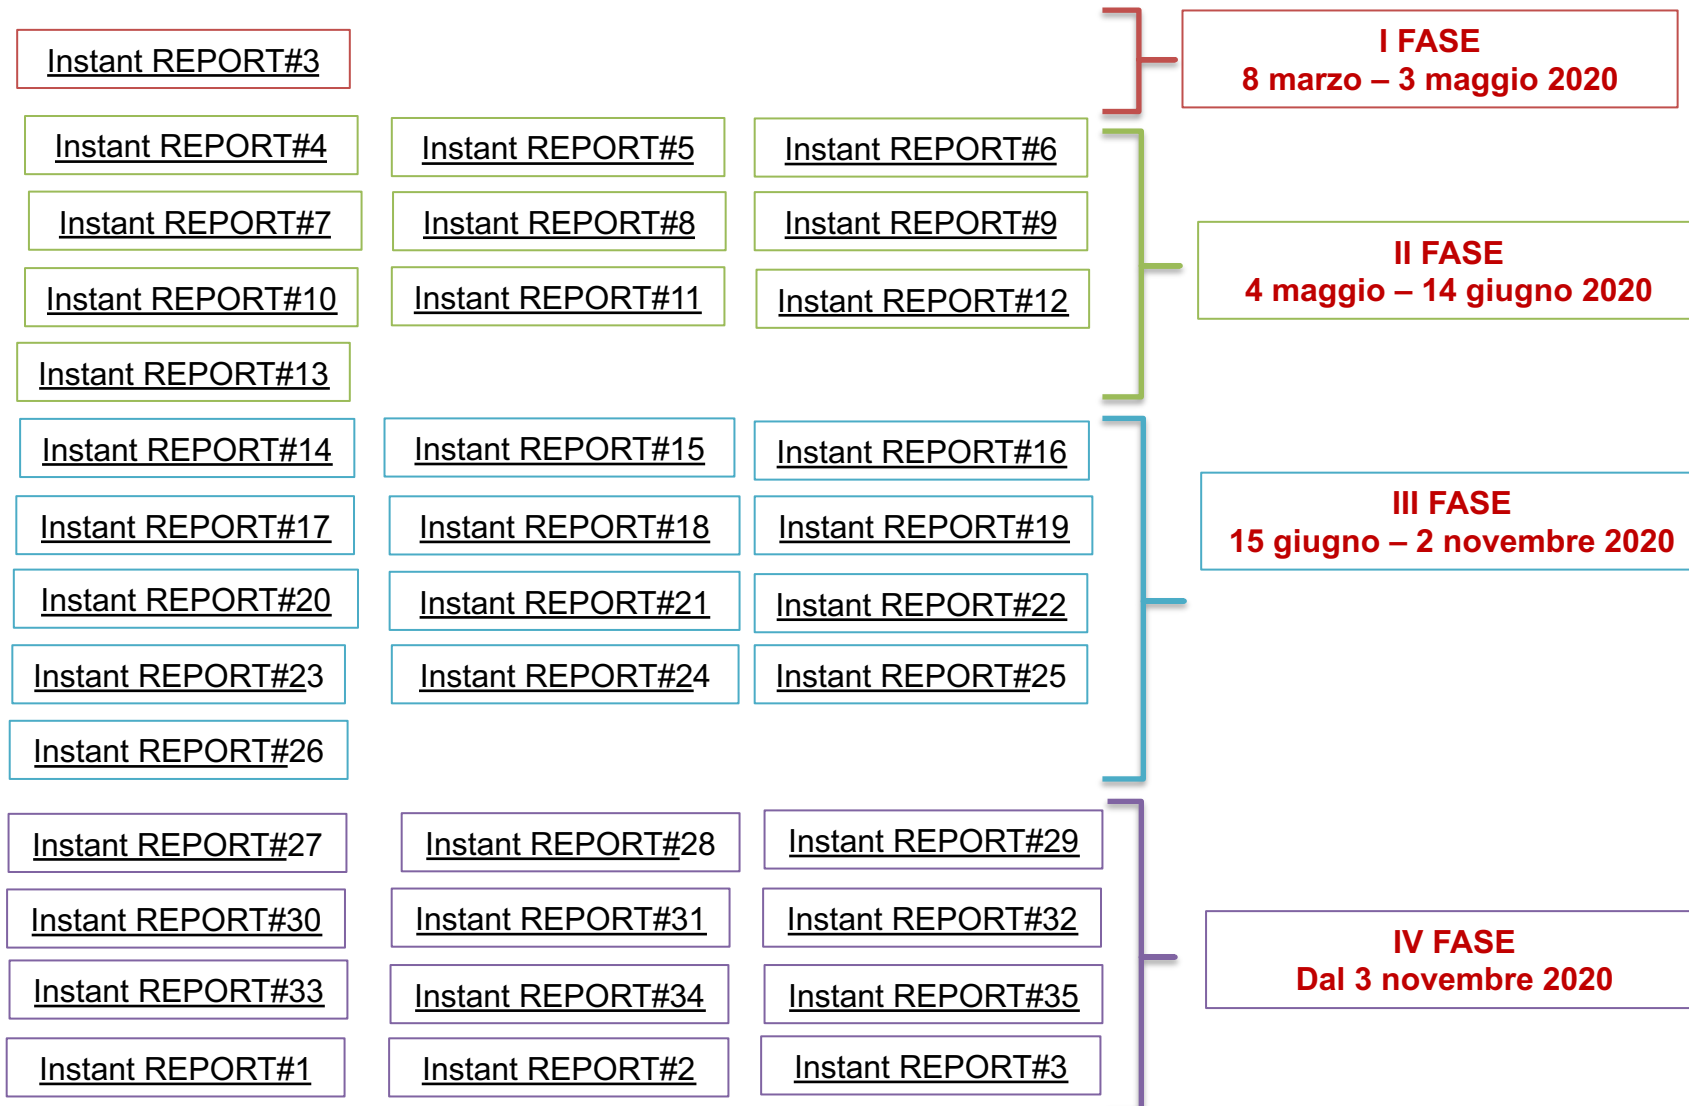 Instant REPORT#3
I FASE
8 marzo – 3 maggio 2020
Instant REPORT#4
Instant REPORT#5
Instant REPORT#6
Instant REPORT#7
Instant REPORT#8
Instant REPORT#9
Instant REPORT#10
Instant REPORT#11
Instant REPORT#12
Instant REPORT#13
II FASE
4 maggio – 14 giugno 2020
Instant REPORT#14
Instant REPORT#15
Instant REPORT#16
Instant REPORT#17
Instant REPORT#18
Instant REPORT#19
Instant REPORT#20
Instant REPORT#21
Instant REPORT#22
Instant REPORT#23
Instant REPORT#24
Instant REPORT#25
Instant REPORT#26
III FASE
15 giugno – 2 novembre 2020
Instant REPORT#27
Instant REPORT#28
Instant REPORT#29
Instant REPORT#30
Instant REPORT#31
Instant REPORT#32
Instant REPORT#33
Instant REPORT#34
Instant REPORT#35
Instant REPORT#1
Instant REPORT#2
Instant REPORT#3
IV FASE
Dal 3 novembre 2020